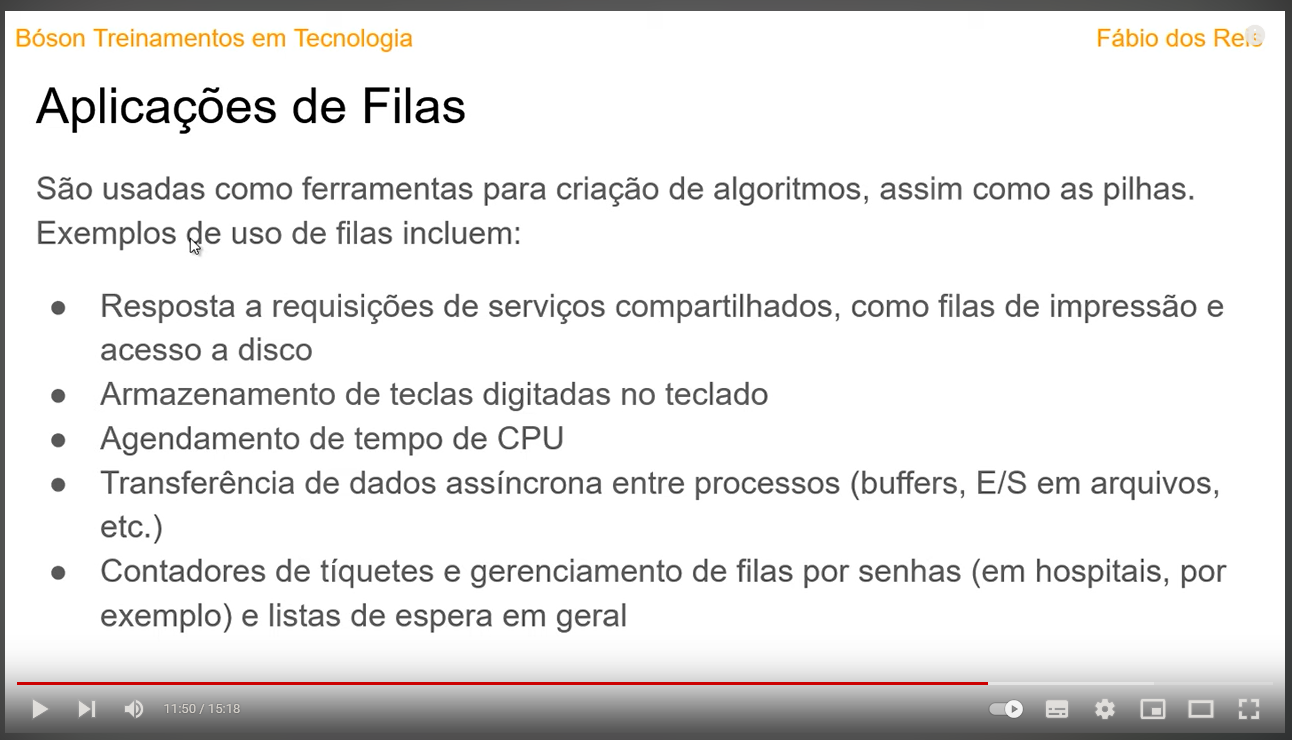 Bóson Treinamentos em Tecnologia
Fábio dos Reis
Aplicações de Filas
São usadas como ferramentas para criação de algoritmos, assim como as pilhas.
Exemplos de uso de filas incluem:
● Resposta a requisições de serviços compartilhados, como filas de impressão e
acesso a disco
● Armazenamento de teclas digitadas no teclado
● Agendamento de tempo de CPU
● Transferência de dados assíncrona entre processos (buffers, E/S em arquivos,
etc.)
● Contadores de tíquetes e gerenciamento de filas por senhas (em hospitais, por
exemplo) e listas de espera em geral
11:50 / 15:18